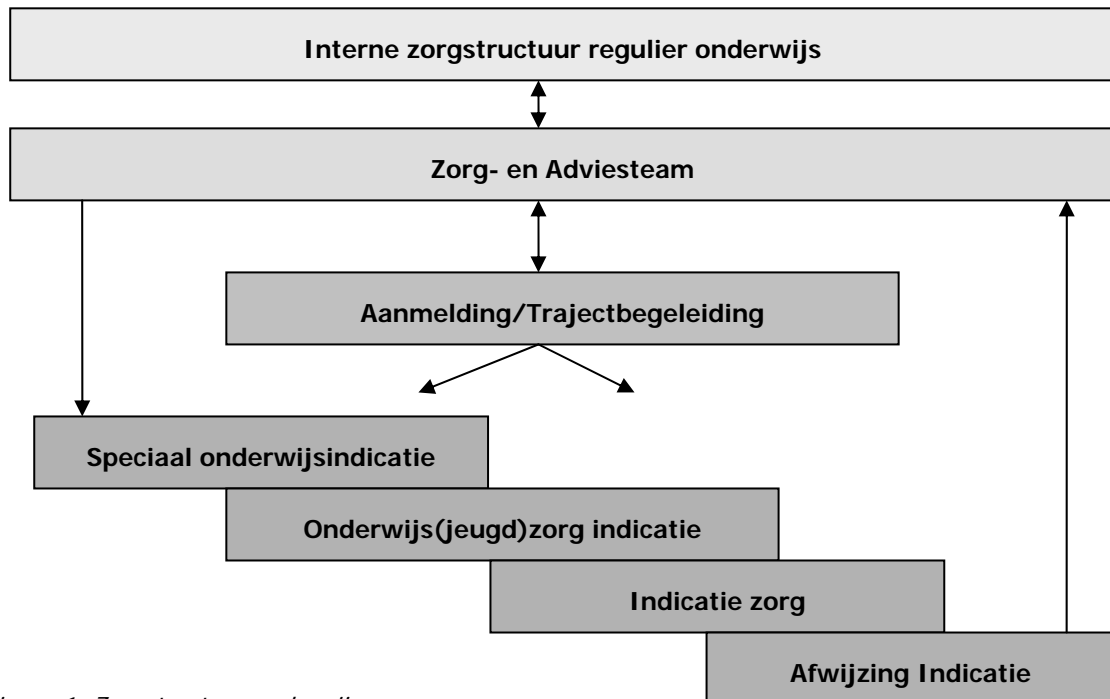 Interne zorgstructuur regulier onderwijs
Zorg- en Adviesteam
Aanmelding/Trajectbegeleiding
Speciaal onderwijsindicatie
Onderwijs(jeugd)zorg indicatie
Indicatie zorg
Afwijzing Indicatie